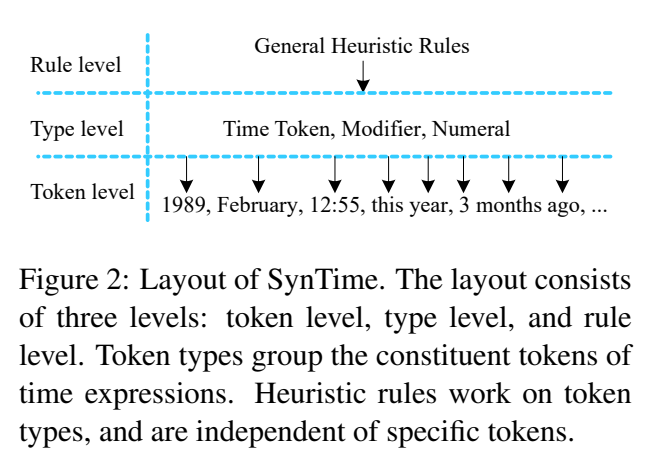 General Heuristic Rules
Rule level
Type level
Time Token, Modifier, Numeral
Token level
1989, February, 12:55, this year, 3 months ago, ...
Figure 2: Layout of SynTime. The layout consists
of three levels: token level, type level, and rule
level. Token types group the constituent tokens of
time expressions. Heuristic rules work on token
types, and are independent of specific tokens.